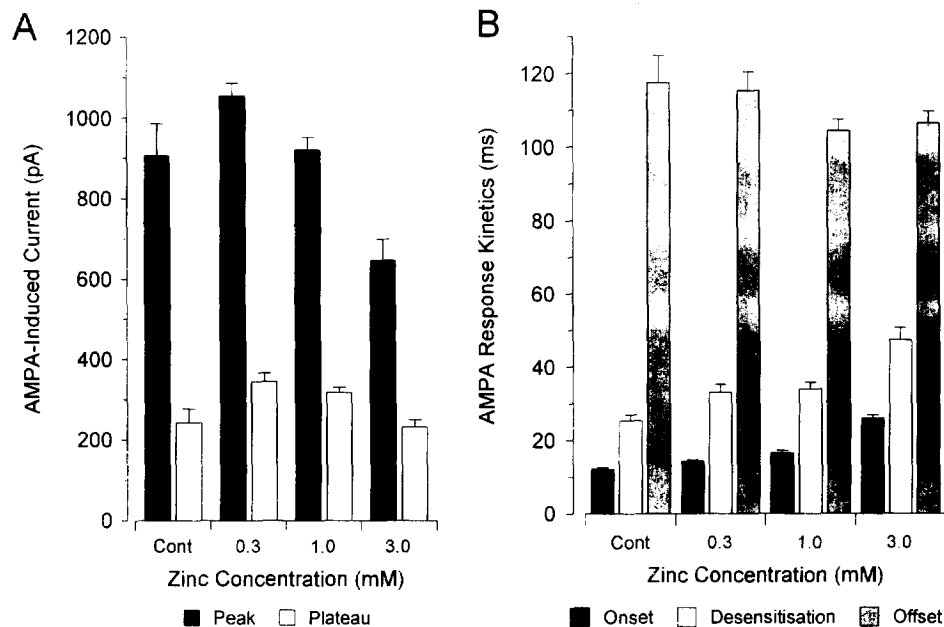 A
AMPA-Induced Current (pA)
1200
1000
800
600
400
200
0
Cont 0.3 1.0 3.0
Zinc Concentration (mM)
Peak Plateau
B
AMPA Response Kinetics (ms)
120
100
80
60
40
20
0
Cont 0.3 1.0 3.0
Zinc Concentration (mM)
Onset Desensitisation Offset